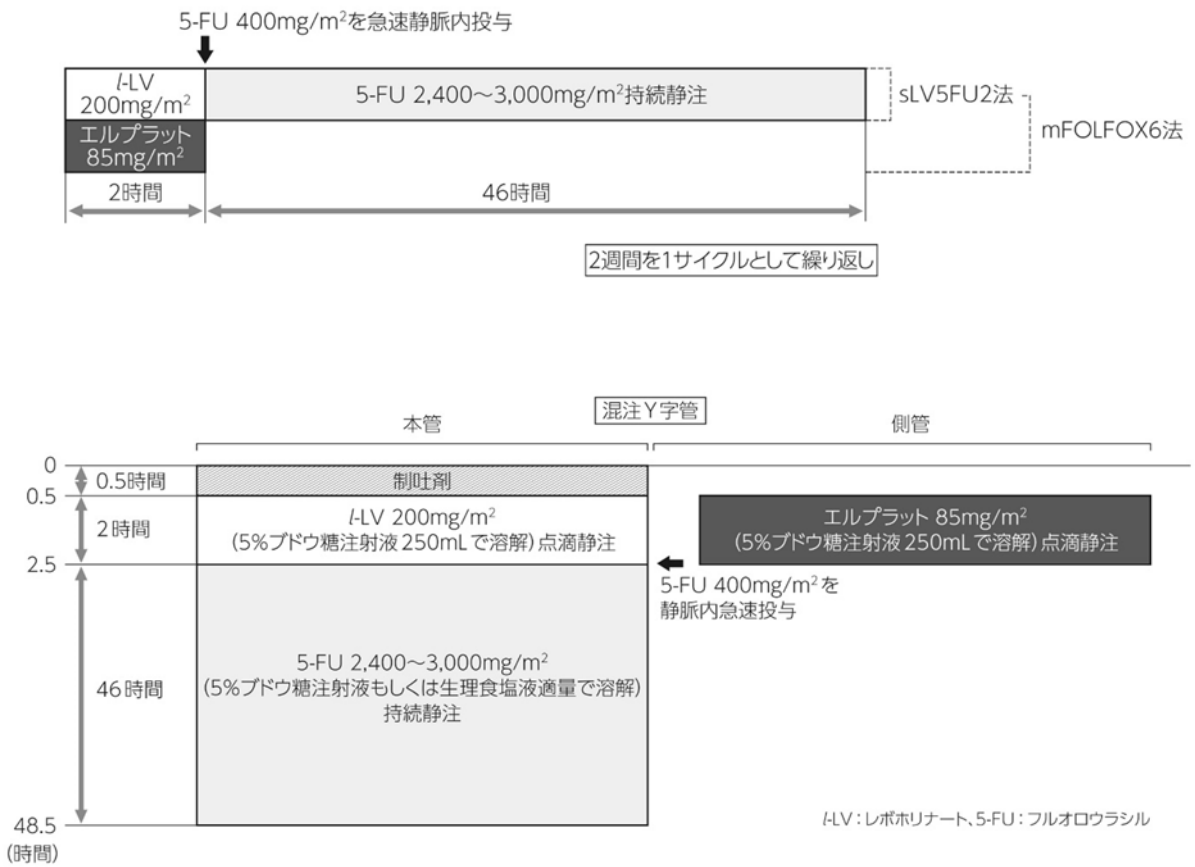 5-FU 400mg/m²を急速静脈内投与
l-LV
200mg/m²
5-FU 2,400～3,000mg/m²持続静注
sLV5FU2法
エルプラット
85mg/m²
mFOLFOX6法
2時間
46時間
2週間を1サイクルとして繰り返し
混注Y字管
本管
側管
0
0.5時間
制吐剤
0.5
2時間
l-LV 200mg/m²
(5%ブドウ糖注射液250mLで溶解)点滴静注
エルプラット 85mg/m²
(5%ブドウ糖注射液250mLで溶解)点滴静注
2.5
5-FU 400mg/m²を
静脈内急速投与
46時間
5-FU 2,400～3,000mg/m²
(5%ブドウ糖注射液もしくは生理食塩液適量で溶解)
持続静注
48.5
(時間)
l-LV：レボホリナート、5-FU：フルオロウラシル